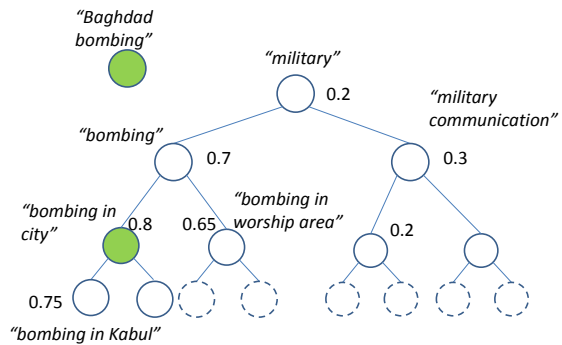 “Baghdad
bombing”
“military”
0.2
“military
communication”
“bombing”
0.7
0.3
“bombing in
city”
0.8
0.65
“bombing in
worship area”
0.2
0.75
“bombing in Kabul”